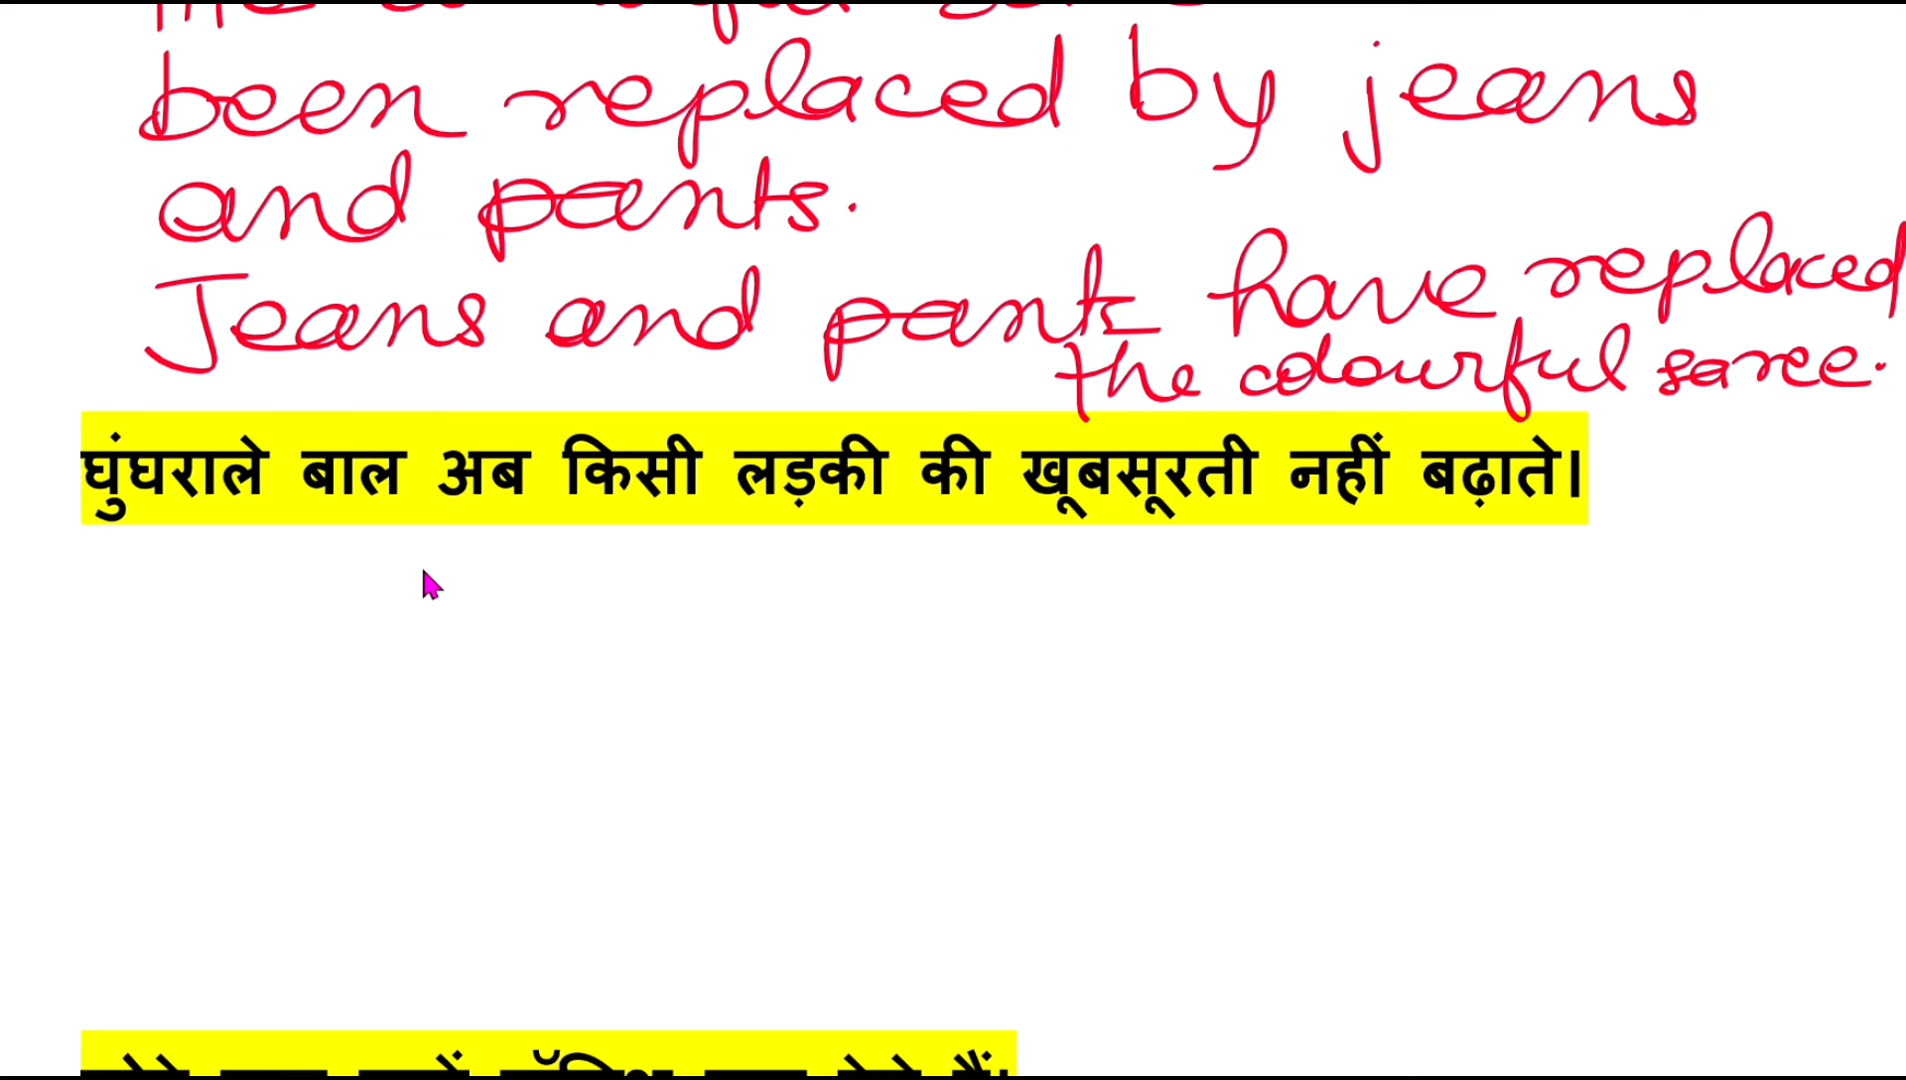 been replaced by jeans
and pants.
Jeans and pants have replaced
the colourful saree.
घुंघराले बाल अब किसी लड़की की खूबसूरती नहीं बढ़ाते।